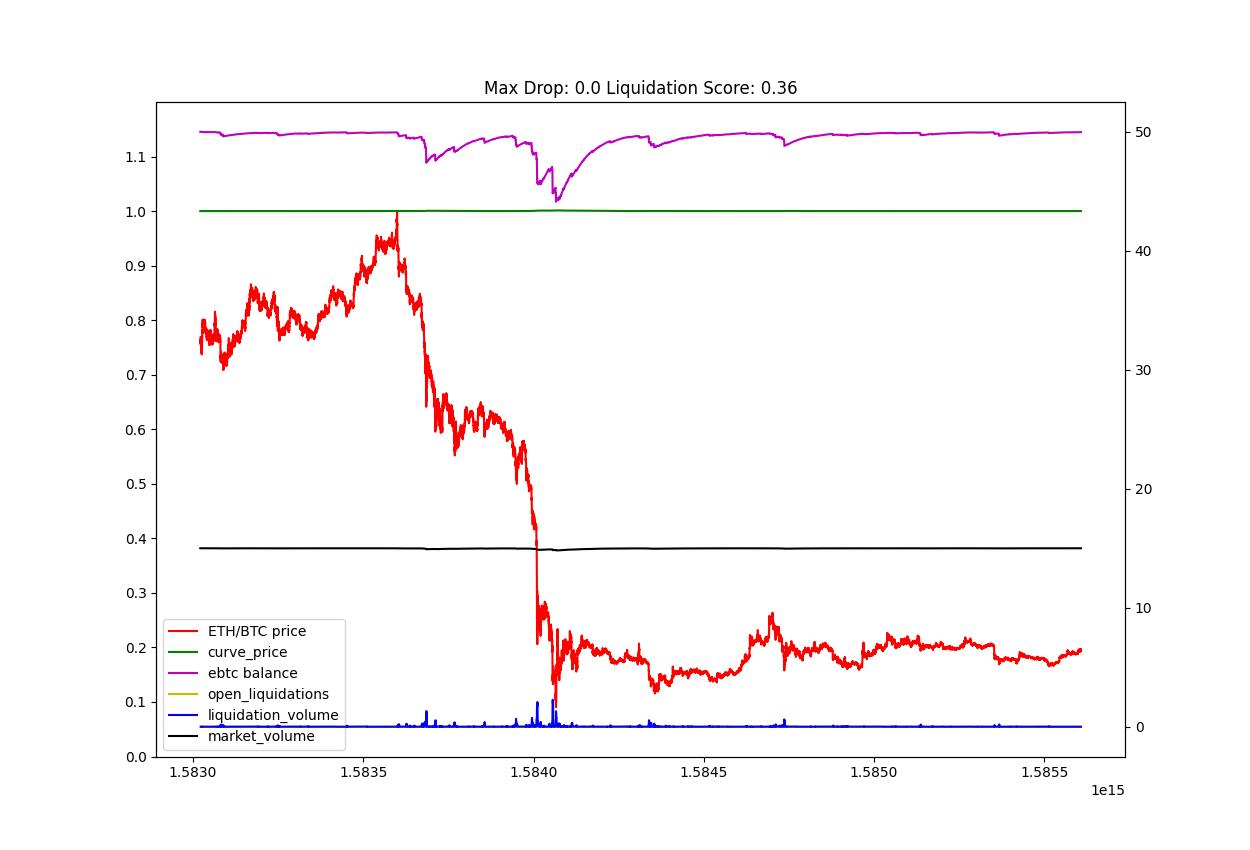 Max Drop: 0.0 Liquidation Score: 0.36
1.1
1.0
0.9
0.8
0.7
0.6
0.5
0.4
0.3
0.2
0.1
0.0
50
40
30
20
10
0
ETH/BTC price
curve_price
ebtc balance
open_liquidations
liquidation_volume
market_volume
1.5830 1.5835 1.5840 1.5845 1.5850 1.5855
1e15